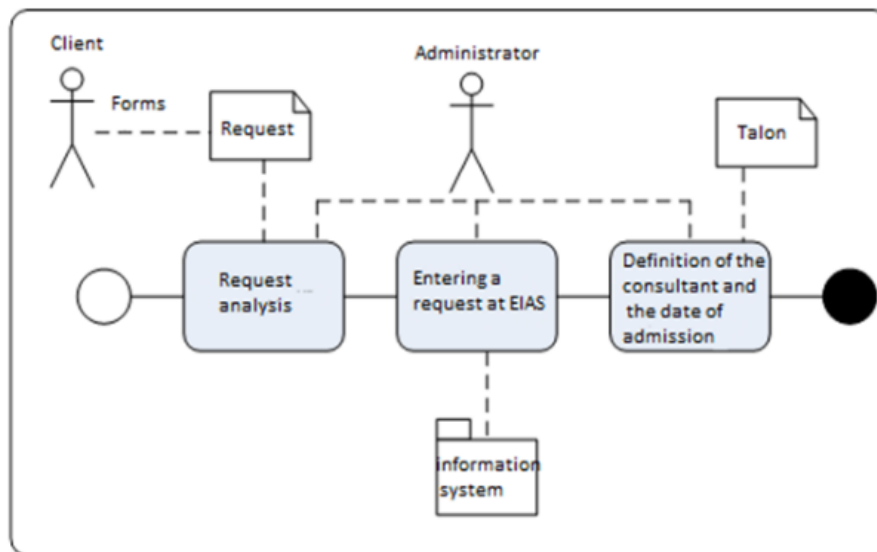 Client
Administrator
Forms
Request
Talon
Request ...
analysis
Entering a
request at EIAS
Definition of the
consultant and
the date of
admission
information
system